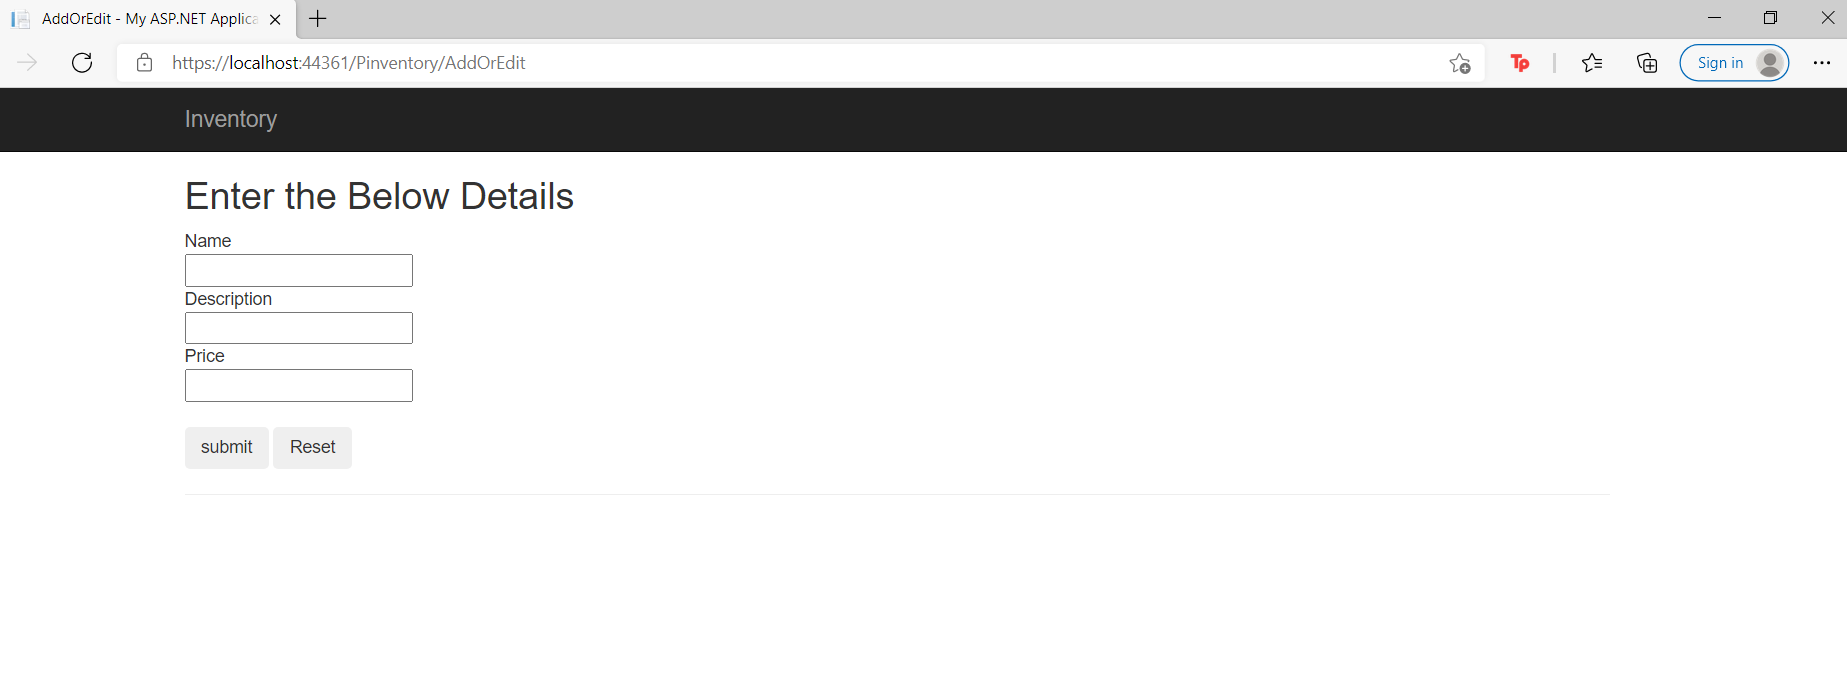 AddOrEdit - My ASP.NET Applica
https://localhost:44361/Pinventory/AddOrEdit
Tp
Sign in
Inventory
Enter the Below Details
Name
Description
Price
submit Reset